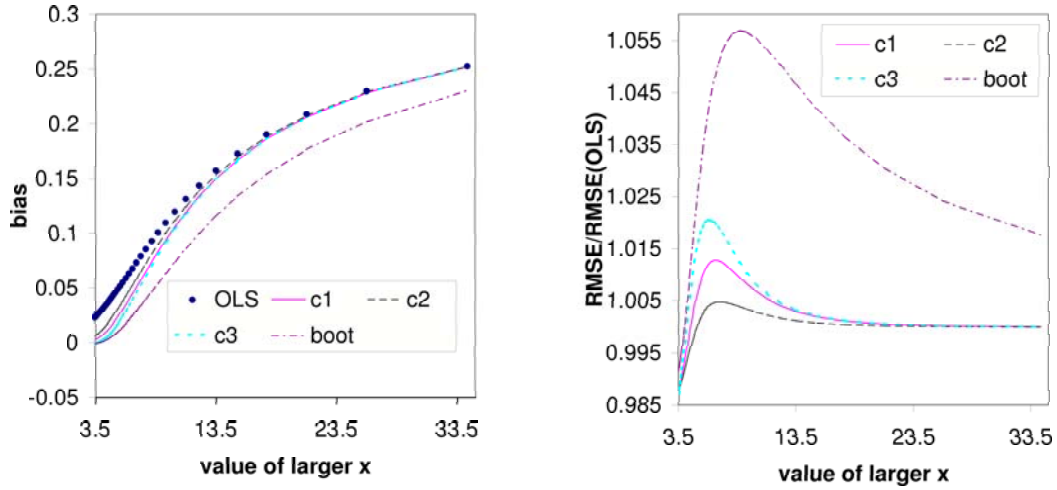 0.3
0.25
0.2
0.15
0.1
0.05
0
-0.05
bias
OLS c1 c2
c3 boot
3.5 13.5 23.5 33.5
value of larger x
1.055
1.045
1.035
1.025
1.015
1.005
0.995
0.985
RMSE/RMSE(OLS)
c1 c2
c3 boot
3.5 13.5 23.5 33.5
value of larger x